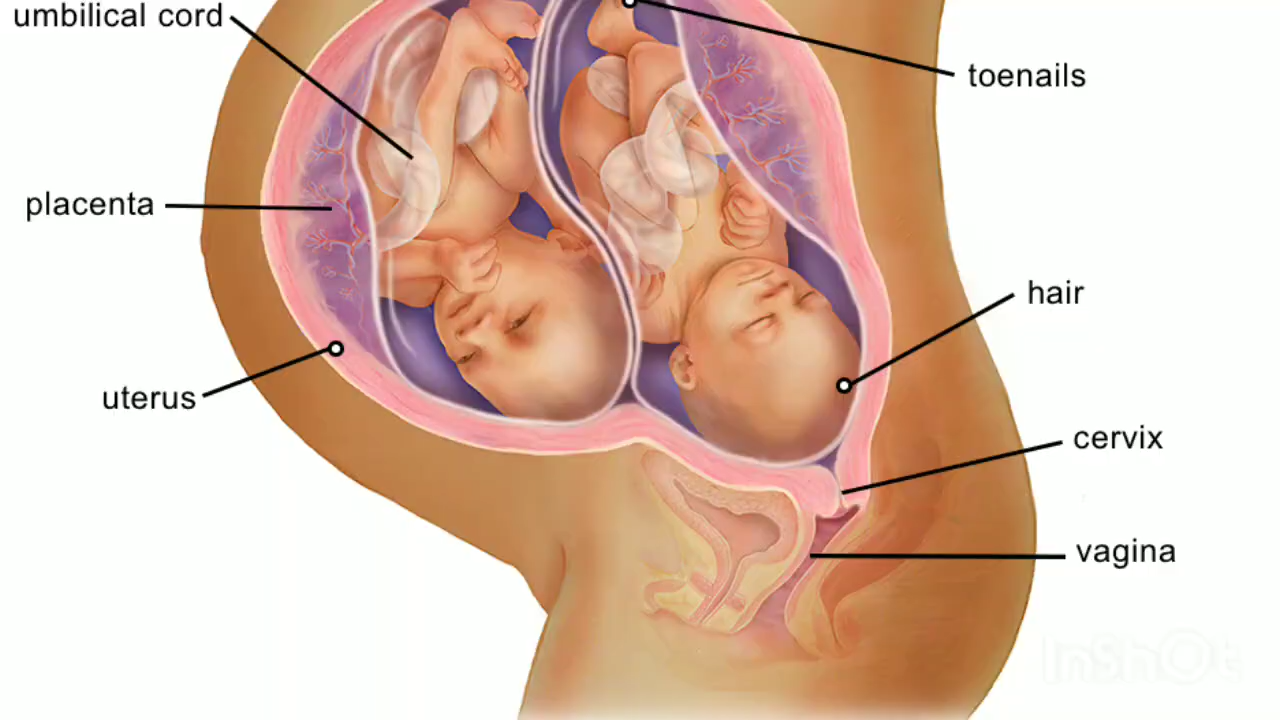 umbilical cord
toenails
placenta
hair
uterus
cervix
vagina
InShOt